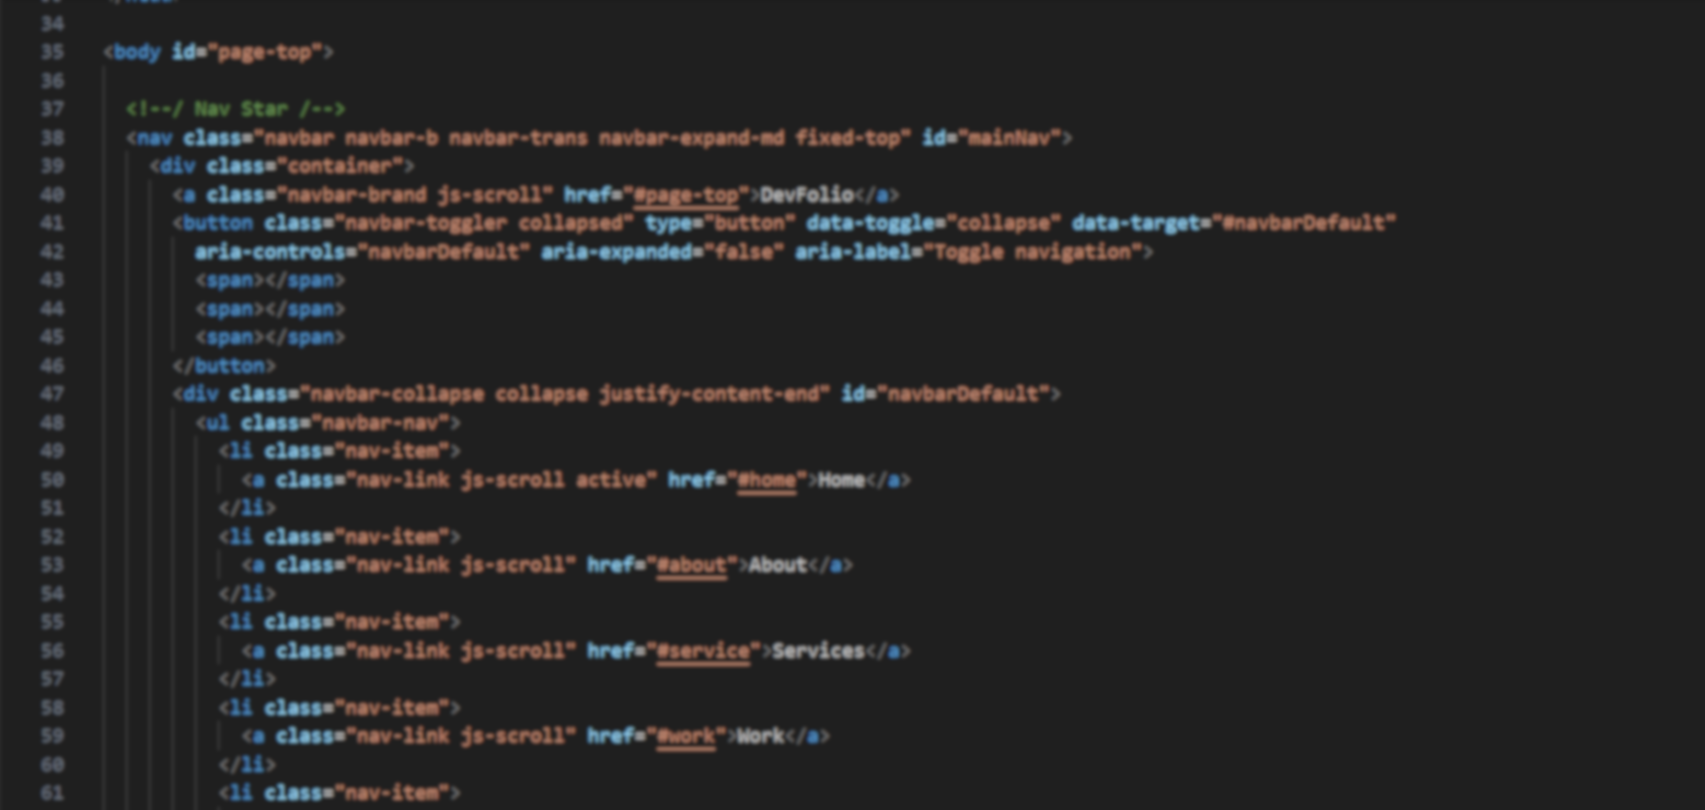 34
35 <body id="page-top">
36
37 <!--/ Nav Star /-->
38 <nav class="navbar navbar-b navbar-trans navbar-expand-md fixed-top" id="mainNav">
39 <div class="container">
40 <a class="navbar-brand js-scroll" href="#page-top">DevFolio</a>
41 <button class="navbar-toggler collapsed" type="button" data-toggle="collapse" data-target="#navbarDefault"
42 aria-controls="navbarDefault" aria-expanded="false" aria-label="Toggle navigation">
43 <span></span>
44 <span></span>
45 <span></span>
46 </button>
47 <div class="navbar-collapse collapse justify-content-end" id="navbarDefault">
48 <ul class="navbar-nav">
49 <li class="nav-item">
50 <a class="nav-link js-scroll active" href="#home">Home</a>
51 </li>
52 <li class="nav-item">
53 <a class="nav-link js-scroll" href="#about">About</a>
54 </li>
55 <li class="nav-item">
56 <a class="nav-link js-scroll" href="#service">Services</a>
57 </li>
58 <li class="nav-item">
59 <a class="nav-link js-scroll" href="#work">Work</a>
60 </li>
61 <li class="nav-item">